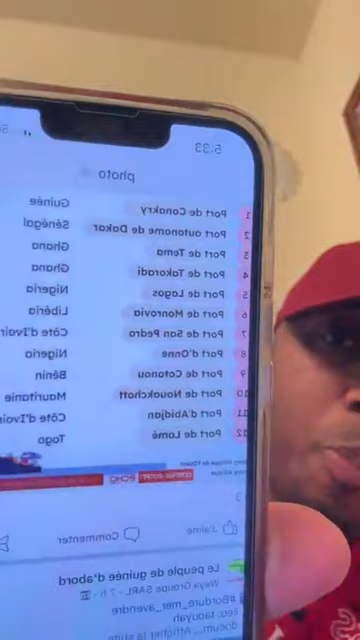 5:33
photo
1 Port de Conakry Guinée
2 Port autonome de Dakar Sénégal
3 Port de Tema Ghana
4 Port de Takoradi Ghana
5 Port de Lagos Nigeria
6 Port de Monrovia Libéria
7 Port de San Pedro Côte d'Ivoir
8 Port d'Onne Nigeria
9 Port de Cotonou Bénin
10 Port de Nouakchott Mauritanie
11 Port d'Abidjan Côte d'Ivoir
12 Port de Lomé Togo
J'aime Commenter
Le peuple de guinée d'abord
#Bordure_mer_avendre